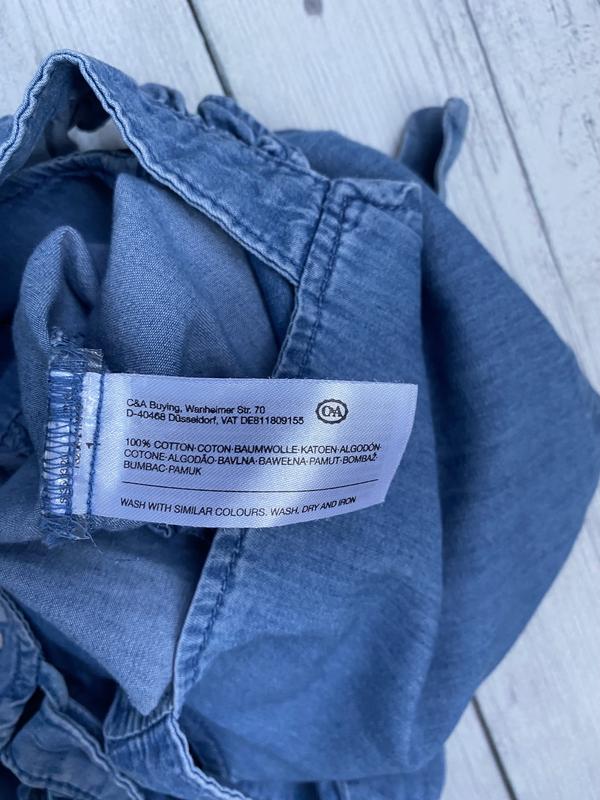 C&A Buying, Wanheimer Str. 70
D-40468 Düsseldorf, VAT DE811809155
C&A
100% COTTON·COTON·BAUMWOLLE·KATOEN·ALGODÓN·
COTONE·ALGODÃO·BAVLNA·BAWEŁNA·PAMUT·BOMBAŽ·
BUMBAC·PAMUK
WASH WITH SIMILAR COLOURS. WASH, DRY AND IRON